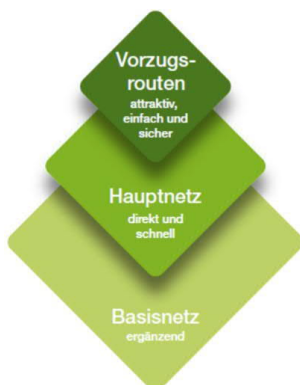 Vorzugs-
routen
attraktiv,
einfach und
sicher
Hauptnetz
direkt und
schnell
Basisnetz
ergänzend